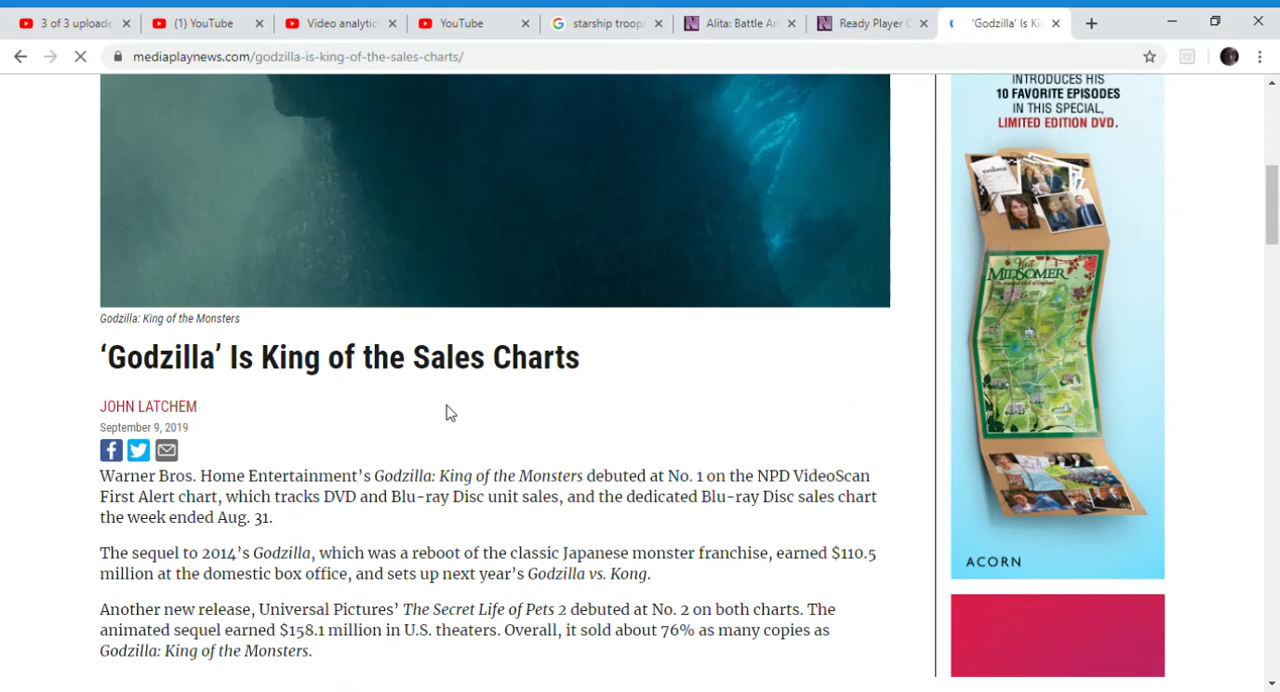 3 of 3 uploade
(1) YouTube
Video analytic
YouTube
starship troop
Alita: Battle An
Ready Player
'Godzilla' Is Ki
mediaplaynews.com/godzilla-is-king-of-the-sales-charts/
INTRODUCES HIS
10 FAVORITE EPISODES
IN THIS SPECIAL,
LIMITED EDITION DVD.
evidence
Visit
MIDSOMER
ACORN
Godzilla: King of the Monsters
‘Godzilla’ Is King of the Sales Charts
JOHN LATCHEM
September 9, 2019
Warner Bros. Home Entertainment’s Godzilla: King of the Monsters debuted at No. 1 on the NPD VideoScan
First Alert chart, which tracks DVD and Blu-ray Disc unit sales, and the dedicated Blu-ray Disc sales chart
the week ended Aug. 31.
The sequel to 2014’s Godzilla, which was a reboot of the classic Japanese monster franchise, earned $110.5
million at the domestic box office, and sets up next year’s Godzilla vs. Kong.
Another new release, Universal Pictures’ The Secret Life of Pets 2 debuted at No. 2 on both charts. The
animated sequel earned $158.1 million in U.S. theaters. Overall, it sold about 76% as many copies as
Godzilla: King of the Monsters.